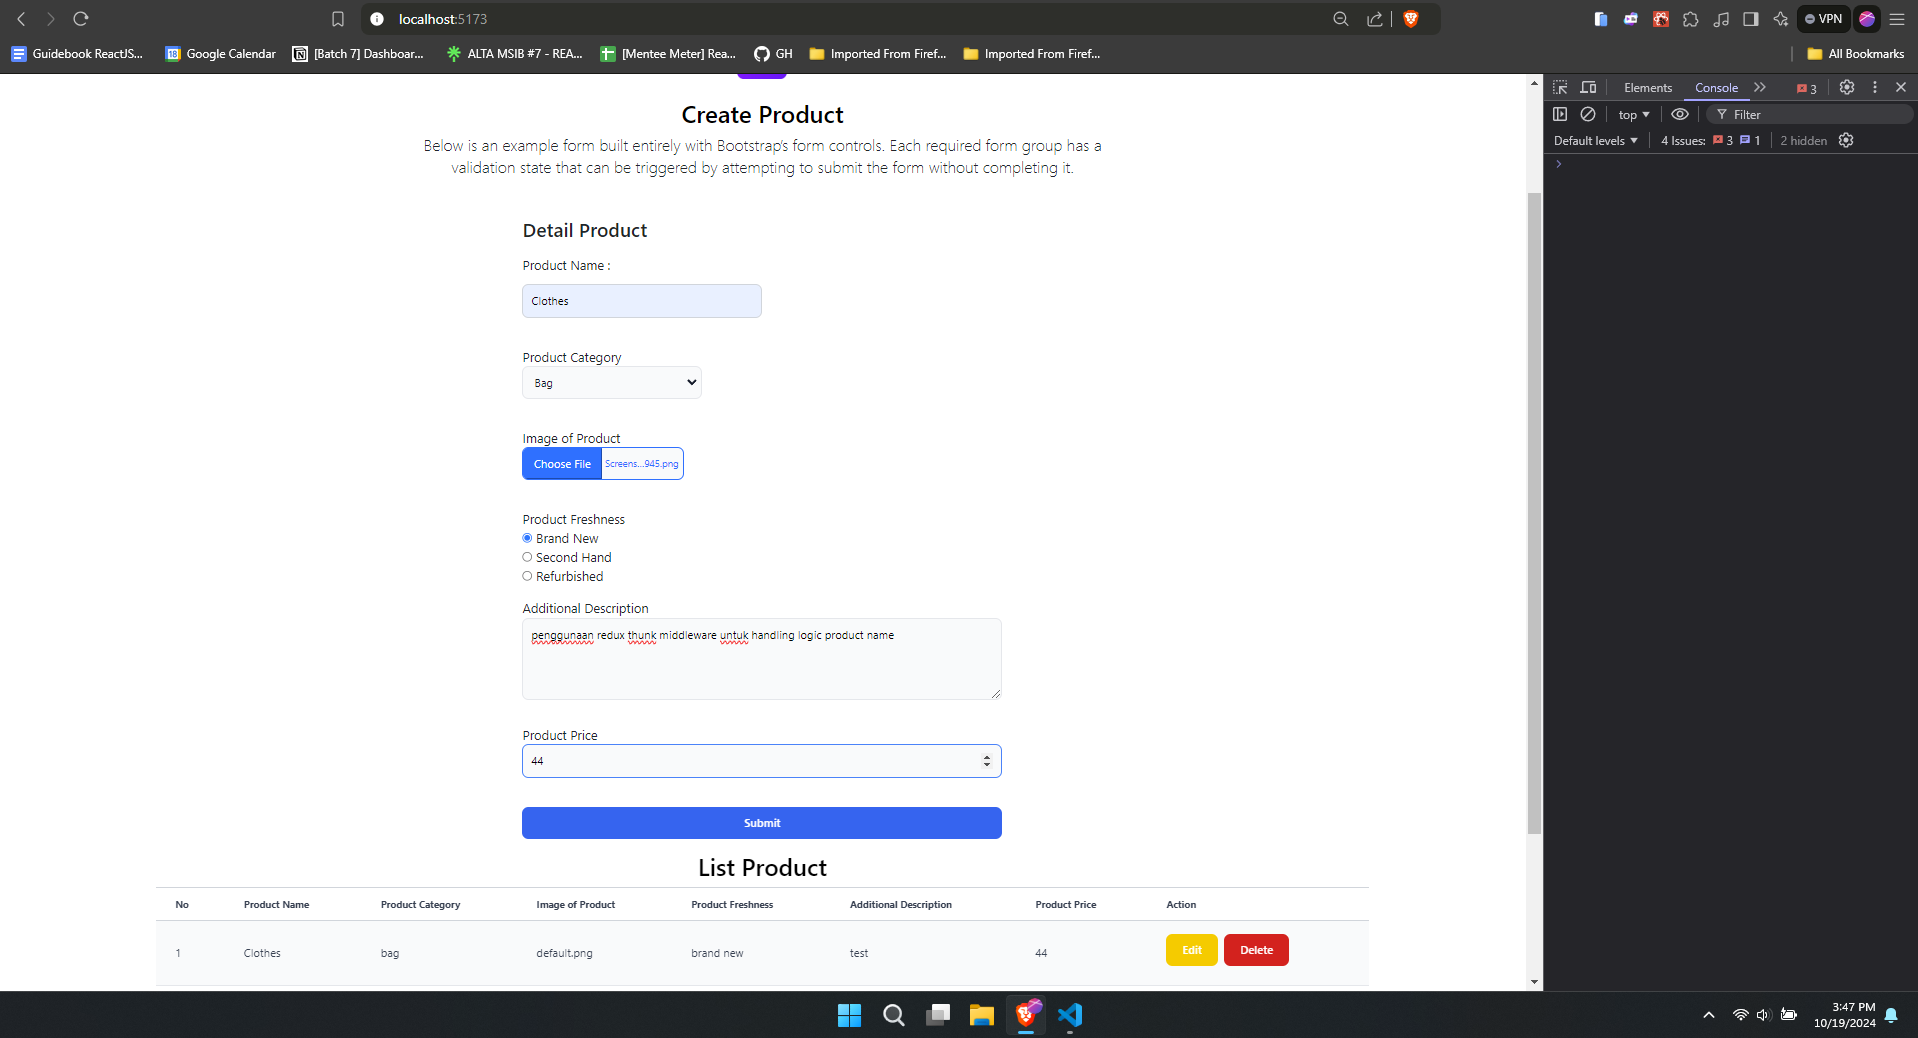 localhost:5173
VPN
Guidebook ReactJS...
18 Google Calendar
[Batch 7] Dashboar...
ALTA MSIB #7 - REA...
[Mentee Meter] Rea...
GH
Imported From Firef...
Imported From Firef...
All Bookmarks
Elements Console 3
top Filter
Default levels 4 Issues: 3 1 2 hidden
Create Product
Below is an example form built entirely with Bootstrap's form controls. Each required form group has a
validation state that can be triggered by attempting to submit the form without completing it.
Detail Product
Product Name :
Clothes
Product Category
Bag
Image of Product
Choose File Screens...945.png
Product Freshness
Brand New
Second Hand
Refurbished
Additional Description
penggunaan redux thunk middleware untuk handling logic product name
Product Price
44
Submit
List Product
No Product Name Product Category Image of Product Product Freshness Additional Description Product Price Action
1 Clothes bag default.png brand new test 44 Edit Delete
3:47 PM
10/19/2024